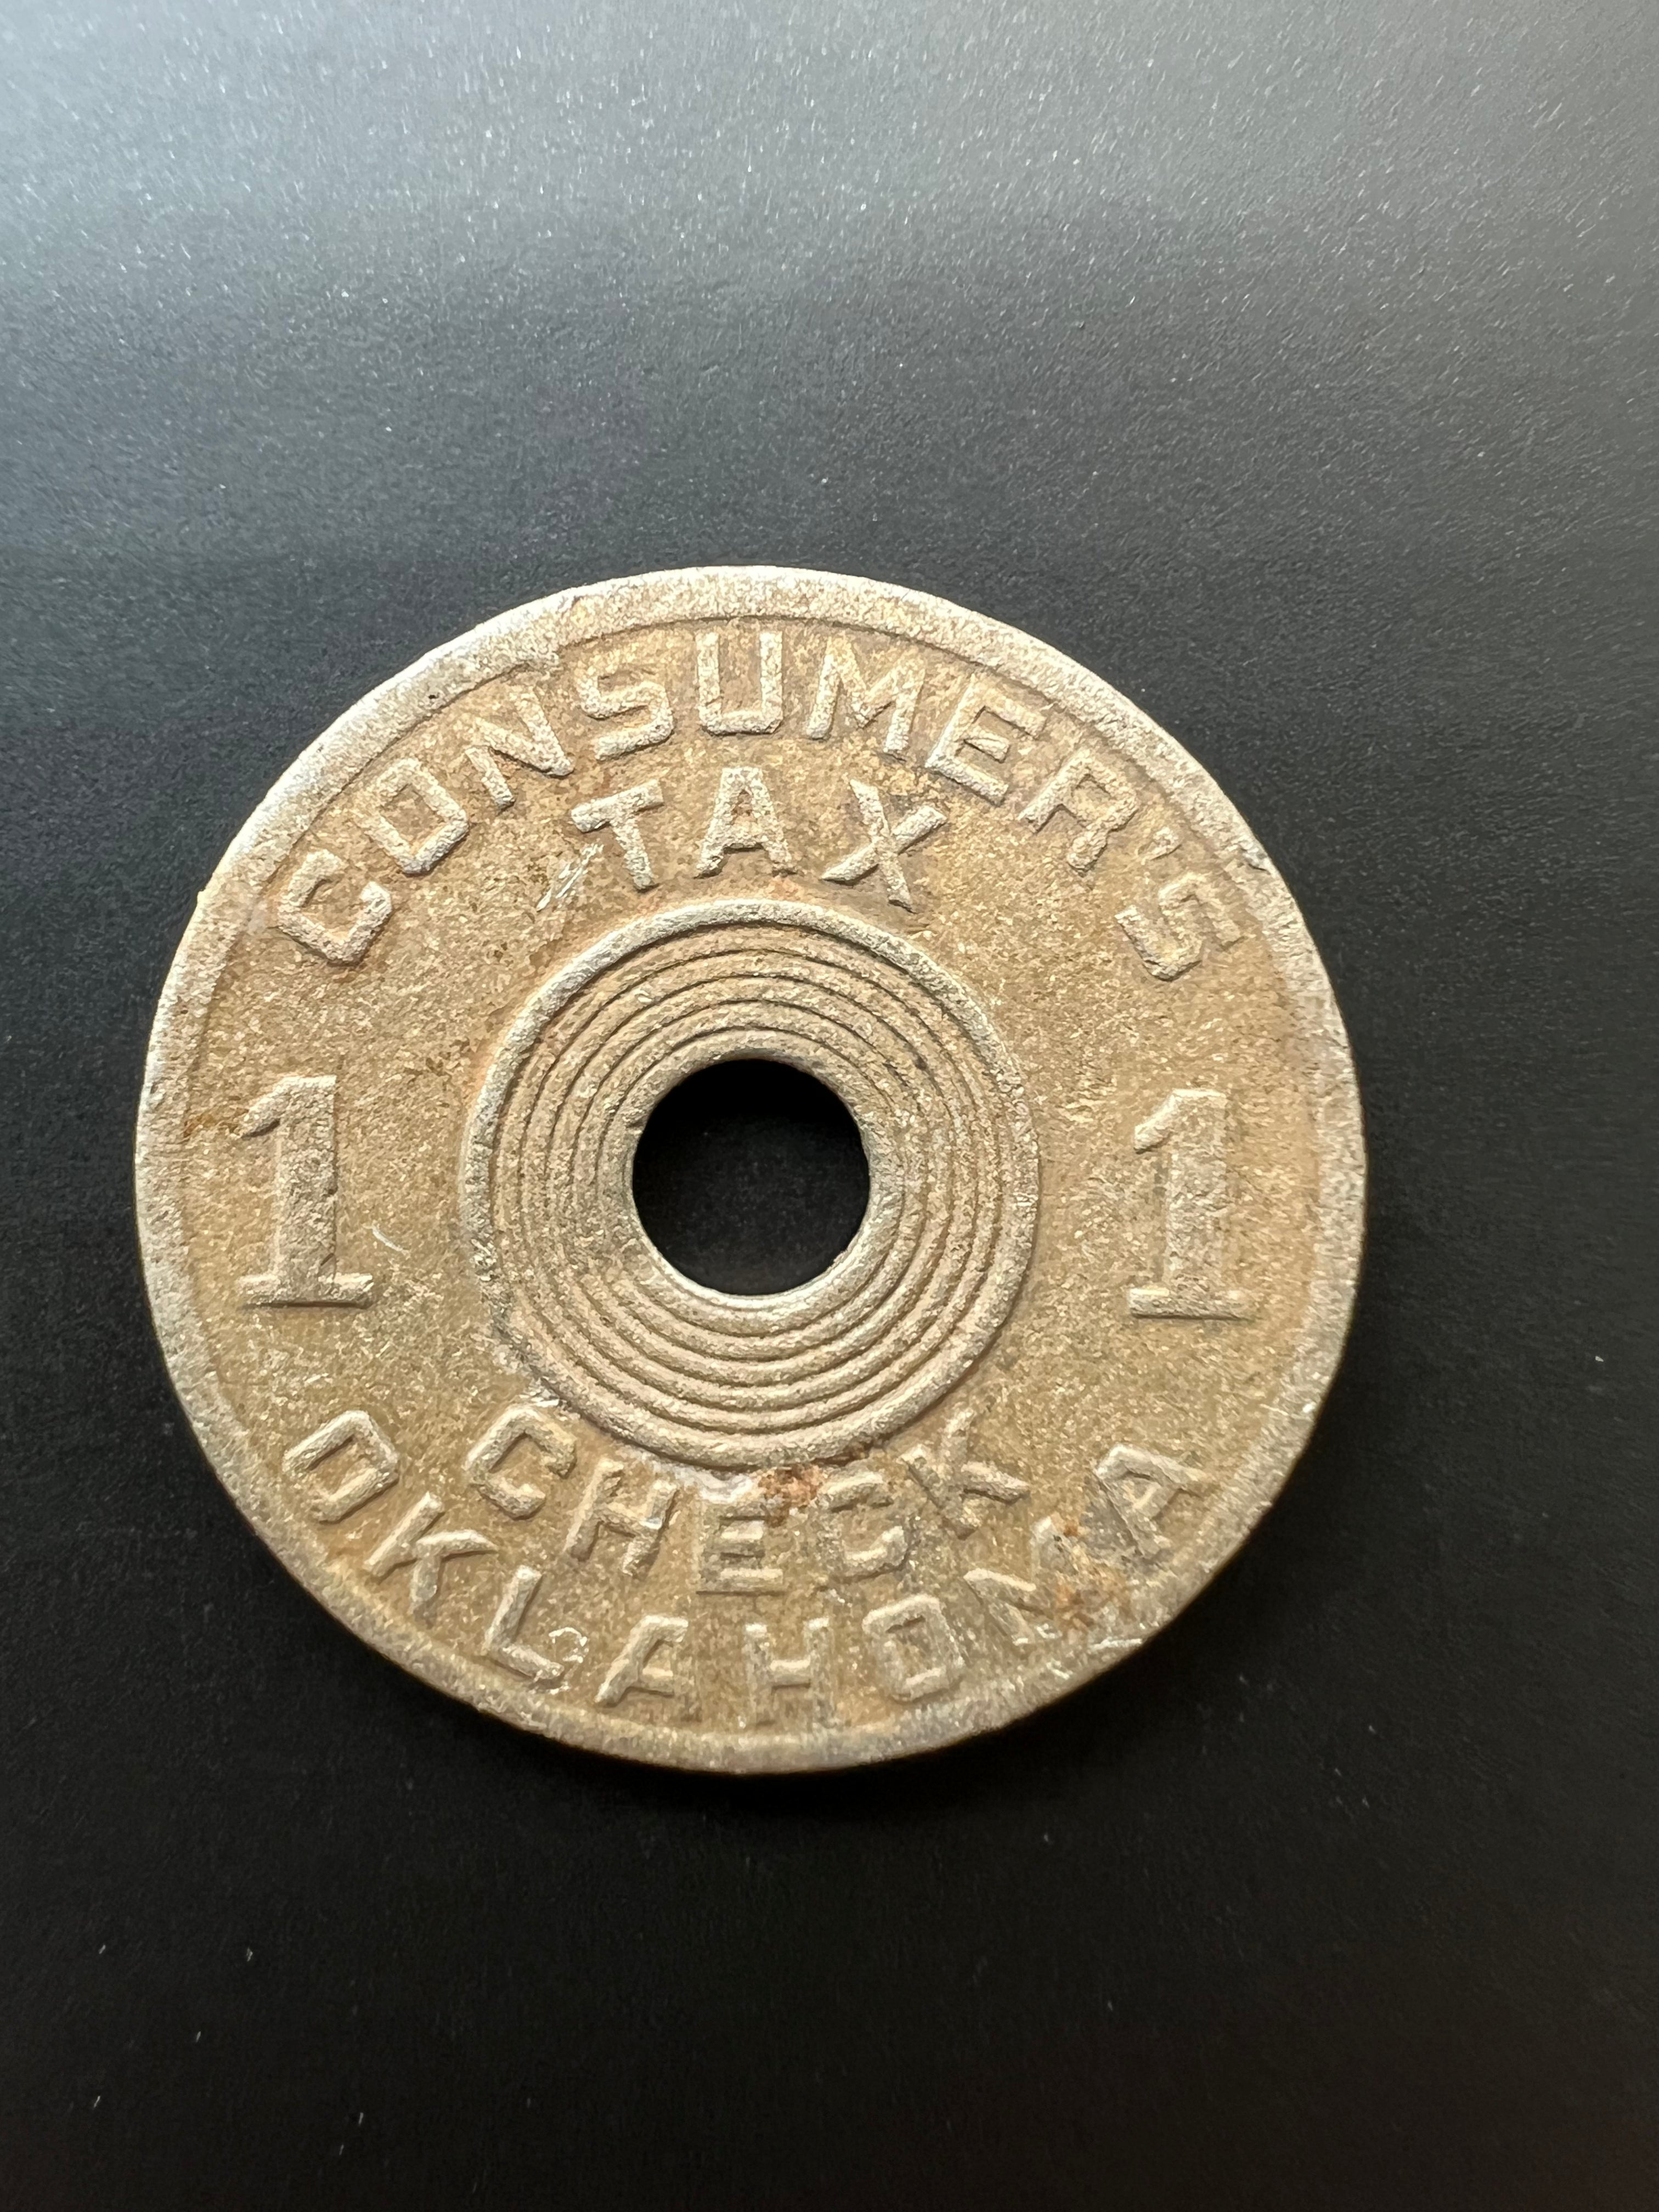 CONSUMER'S
TAX
1 1
CHECK
OKLAHOMA